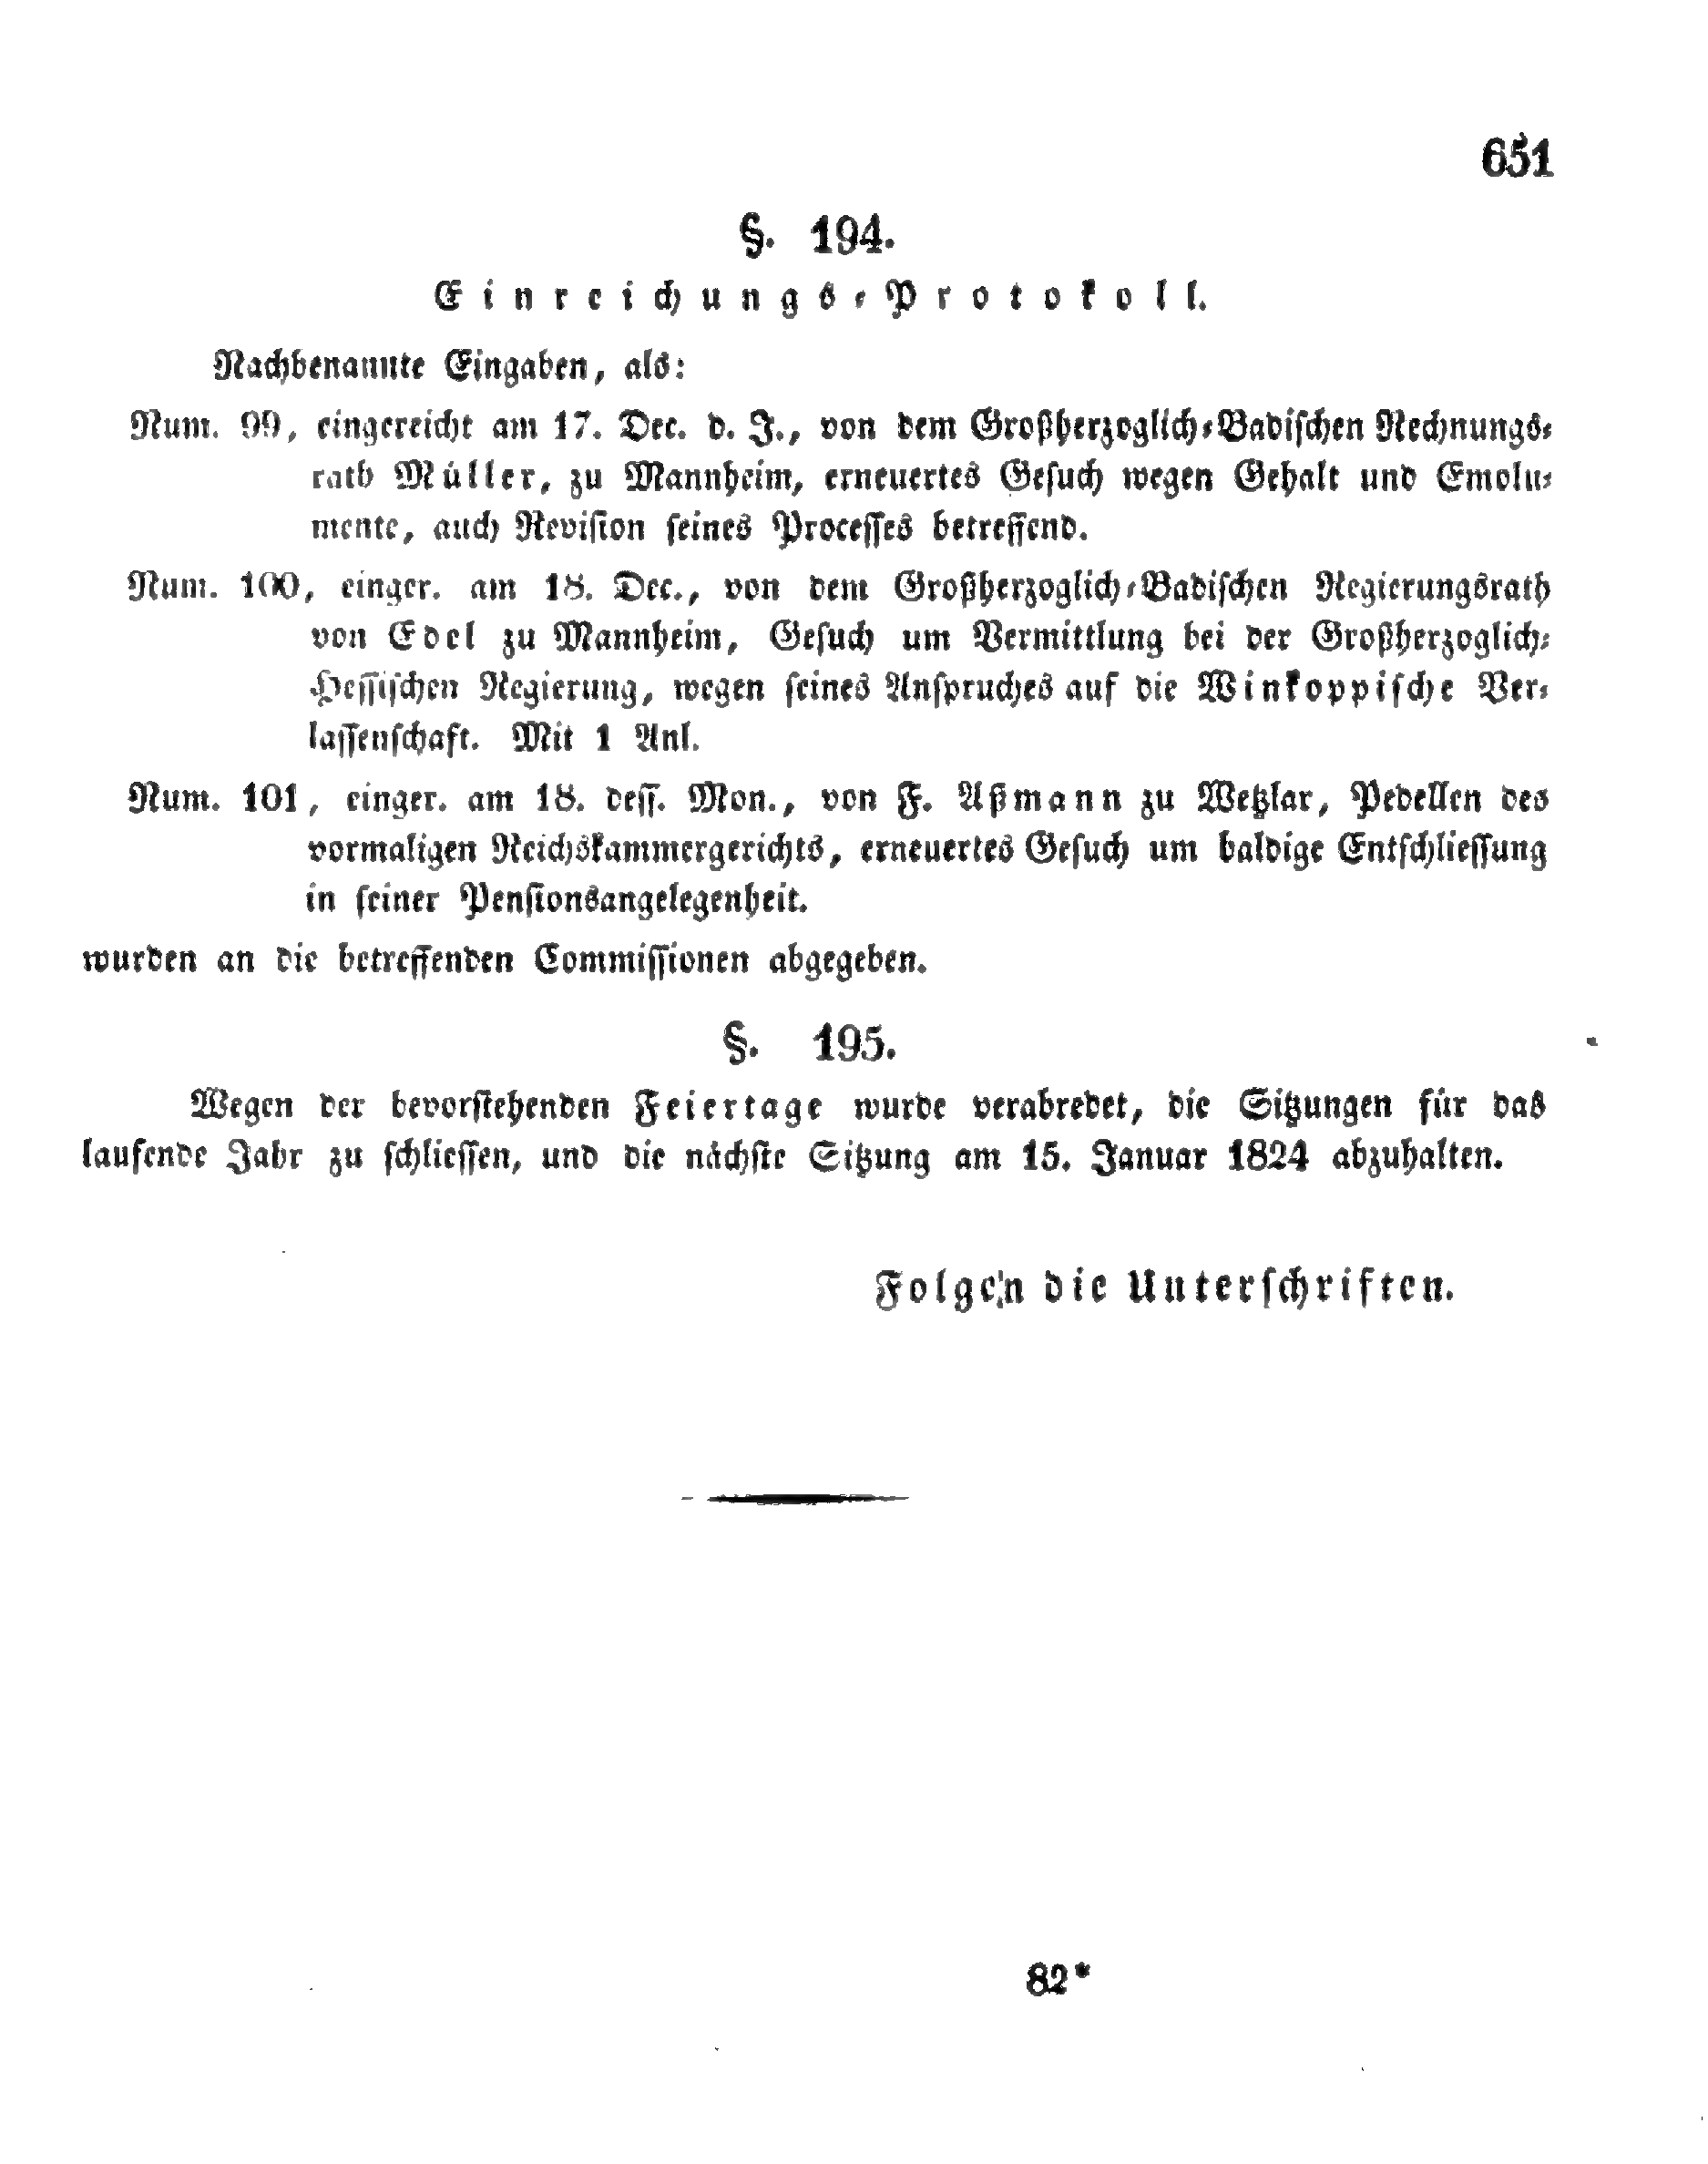 651
§. 194.
Einreichungs-Protokoll.
Nachbenannte Eingaben, als:
Num. 99, eingereicht am 17. Dec. d. J., von dem Großherzoglich-Badischen Rechnungs-
rath Müller, zu Mannheim, erneuertes Gesuch wegen Gehalt und Emolu-
mente, auch Revision seines Processes betreffend.
Num. 100, einger. am 18. Dec., von dem Großherzoglich-Badischen Regierungsrath
von Edel zu Mannheim, Gesuch um Vermittlung bei der Großherzoglich-
Hessischen Regierung, wegen seines Anspruches auf die Winkoppische Ver-
lassenschaft. Mit 1 Anl.
Num. 101, einger. am 18. dess. Mon., von F. Aßmann zu Wetzlar, Pedellen des
vormaligen Reichskammergerichts, erneuertes Gesuch um baldige Entschliessung
in seiner Pensionsangelegenheit.
wurden an die betreffenden Commissionen abgegeben.
§. 195.
Wegen der bevorstehenden Feiertage wurde verabredet, die Sitzungen für das
laufende Jahr zu schliessen, und die nächste Sitzung am 15. Januar 1824 abzuhalten.
Folgen die Unterschriften.
82*